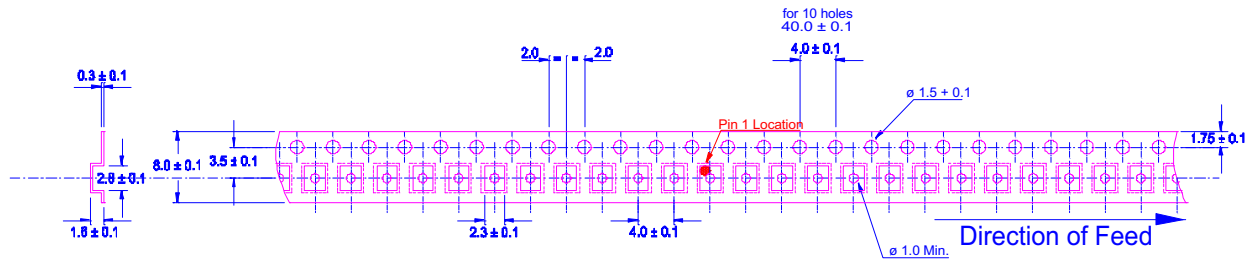 for 10 holes
40.0 ± 0.1
2.0 = = 2.0
4.0 ± 0.1
0.3 ± 0.1
ø 1.5 + 0.1
Pin 1 Location
1.75 ± 0.1
3.5 ± 0.1
8.0 ± 0.1
2.8 ± 0.1
1.6 ± 0.1
2.3 ± 0.1
4.0 ± 0.1
Direction of Feed
ø 1.0 Min.